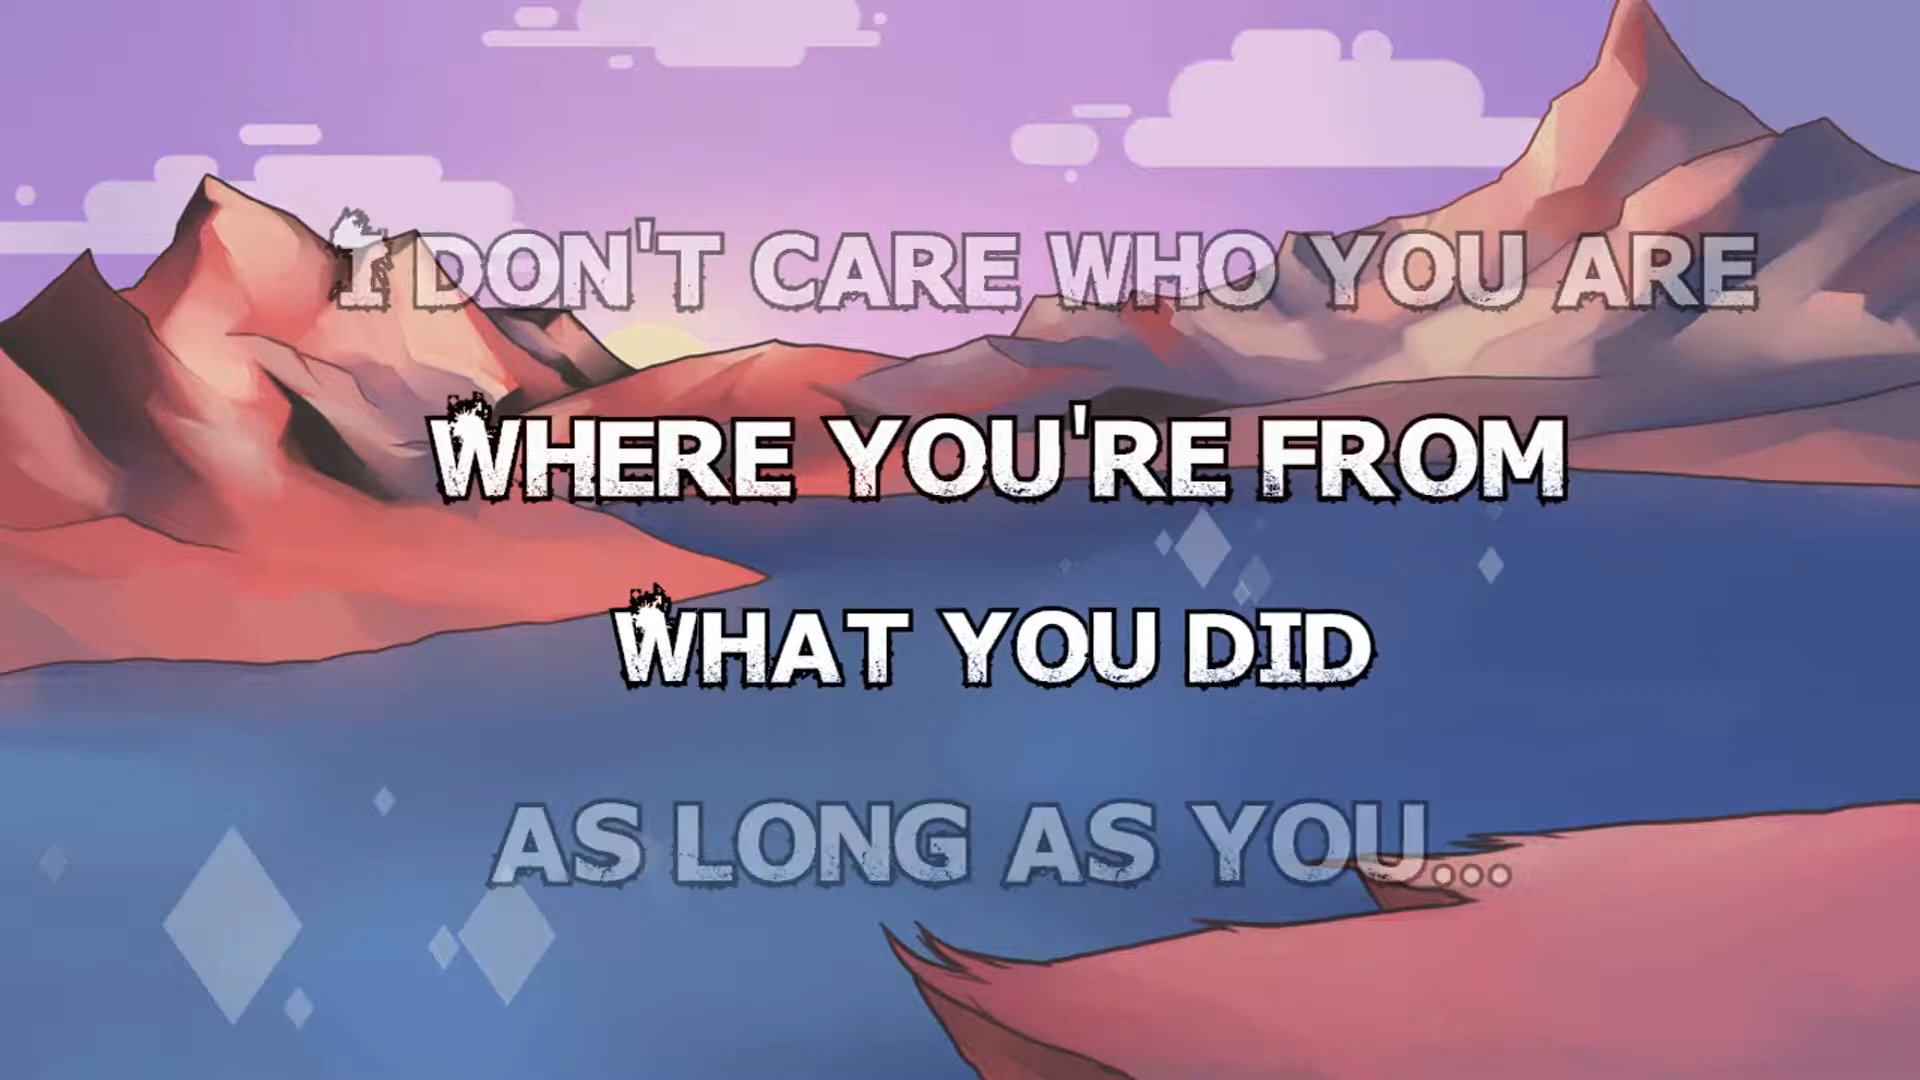 I DON'T CARE WHO YOU ARE
WHERE YOU'RE FROM
WHAT YOU DID
AS LONG AS YOU...